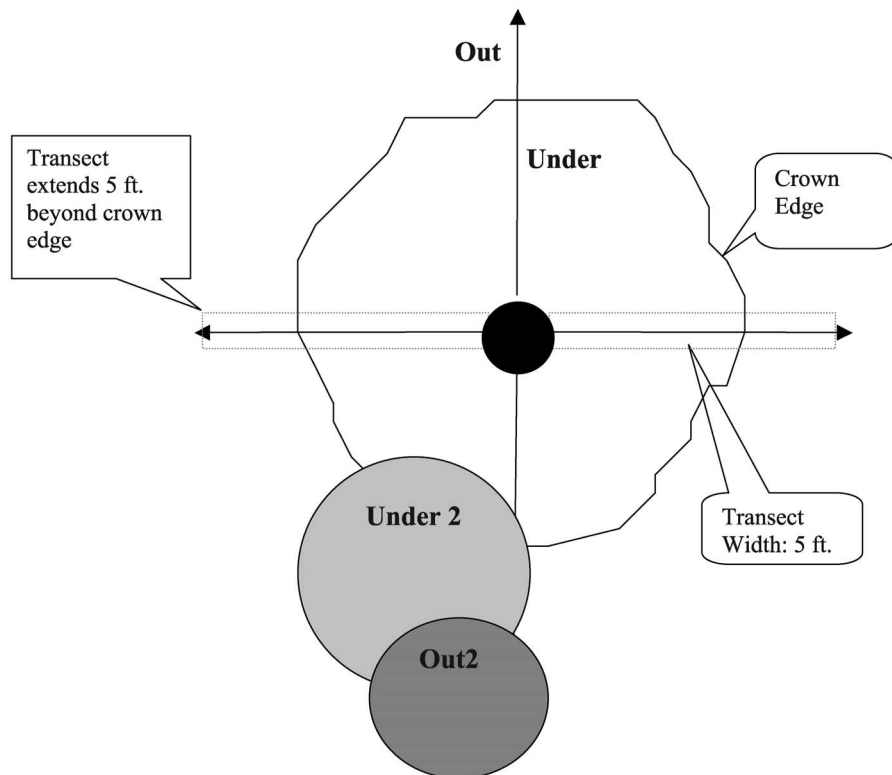 Out
Under
Transect
extends 5 ft.
beyond crown
edge
Crown
Edge
Under 2
Transect
Width: 5 ft.
Out2